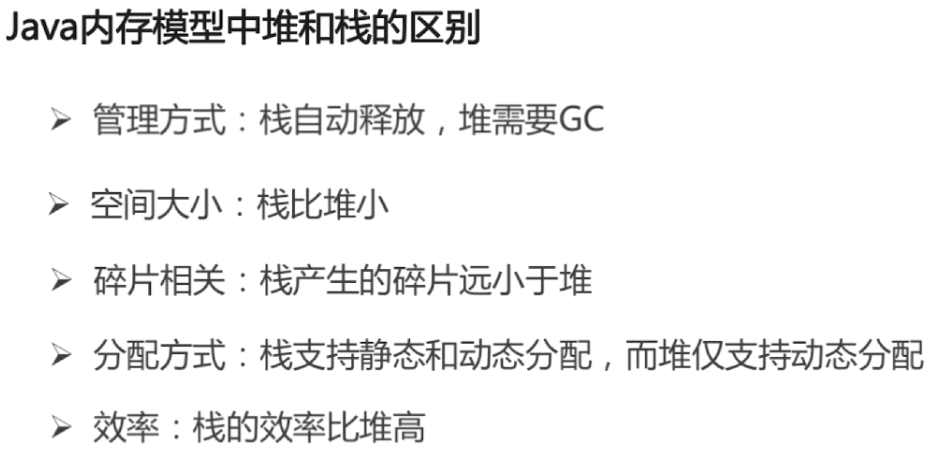 Java内存模型中堆和栈的区别
➢ 管理方式：栈自动释放，堆需要GC
➢ 空间大小：栈比堆小
➢ 碎片相关：栈产生的碎片远小于堆
➢ 分配方式：栈支持静态和动态分配，而堆仅支持动态分配
➢ 效率：栈的效率比堆高